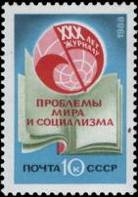 XXX ЛЕТ
ЖУРНАЛУ
1988
ПРОБЛЕМЫ
МИРА
И СОЦИАЛИЗМА
ПОЧТА 10К СССР